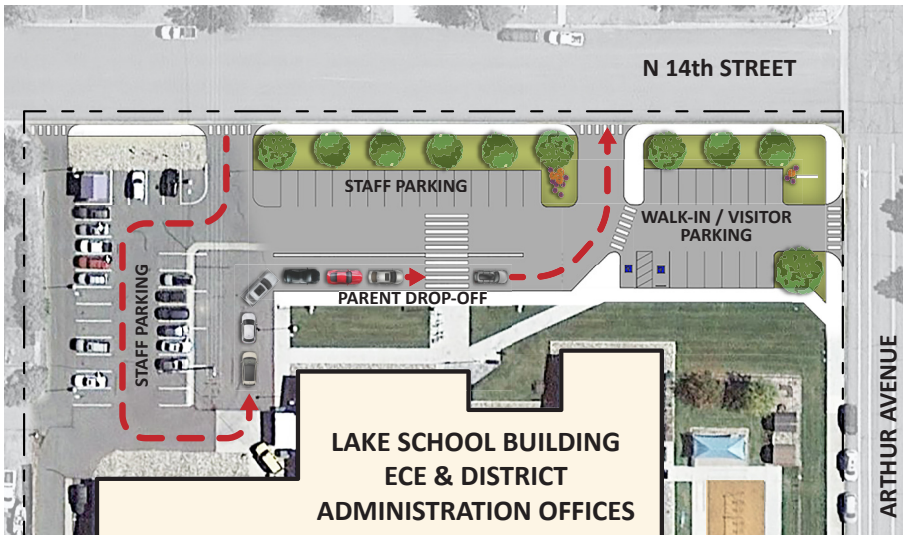 N 14th STREET
STAFF PARKING
WALK-IN / VISITOR
PARKING
PARENT DROP-OFF
STAFF PARKING
LAKE SCHOOL BUILDING
ECE & DISTRICT
ADMINISTRATION OFFICES
ARTHUR AVENUE